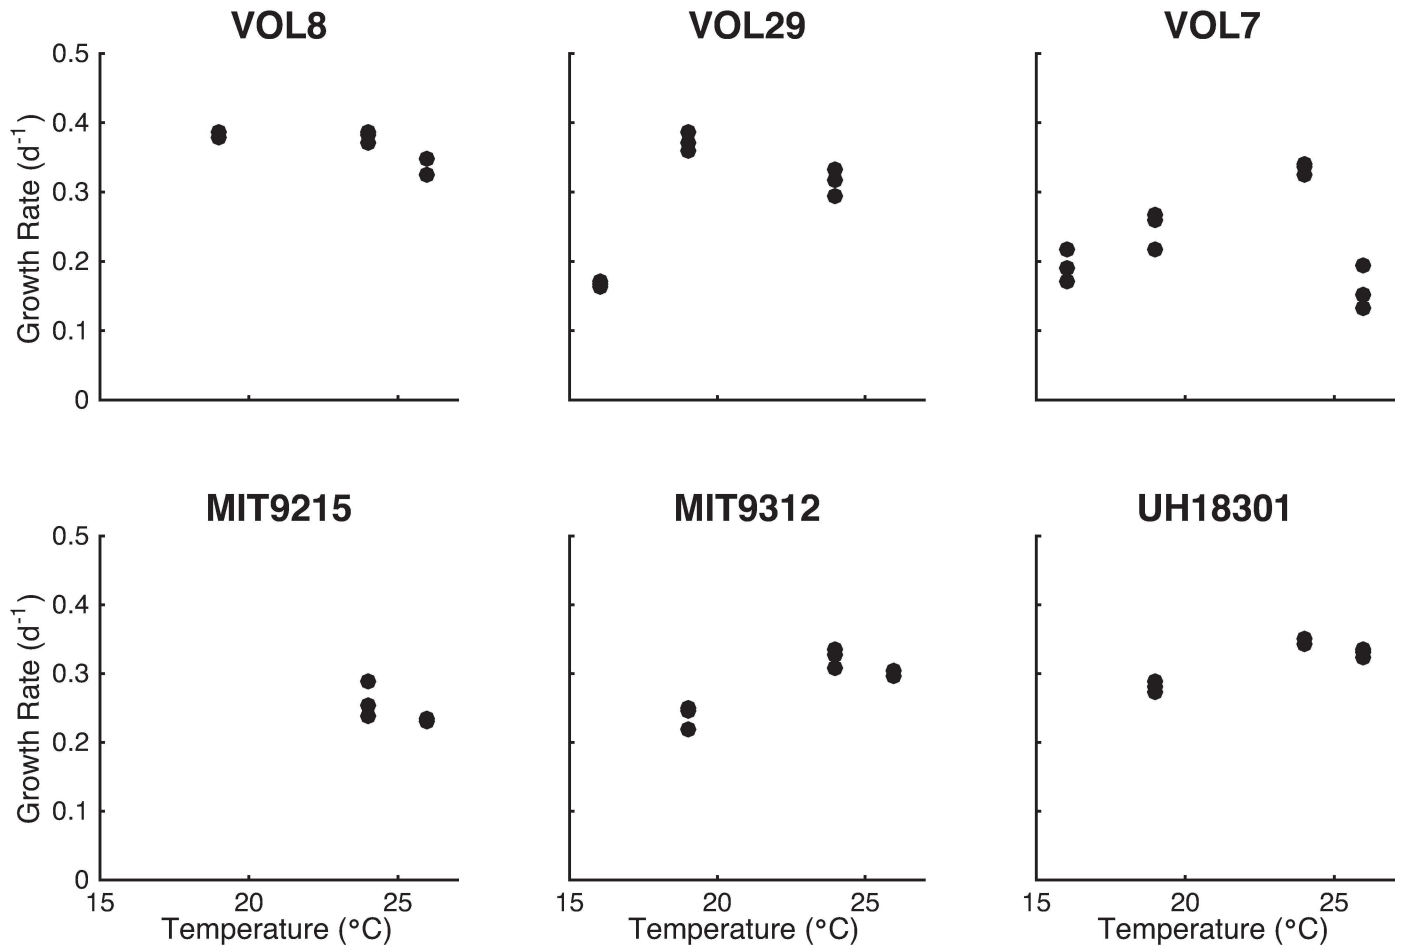 VOL8 VOL29 VOL7
0.5
0.4
0.3
0.2
0.1
0
Growth Rate (d⁻¹)
MIT9215 MIT9312 UH18301
0.5
0.4
0.3
0.2
0.1
0
Growth Rate (d⁻¹)
15 20 25 15 20 25 15 20 25
Temperature (°C) Temperature (°C) Temperature (°C)